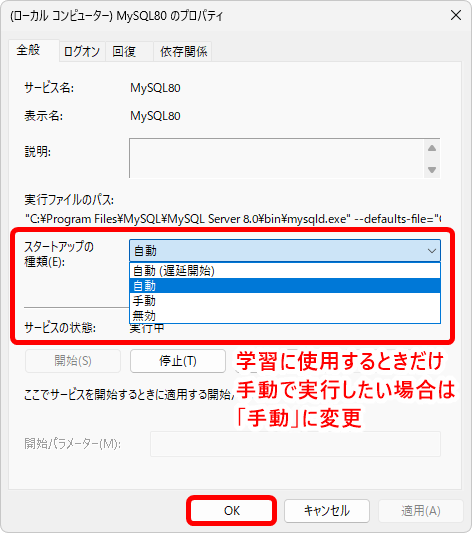 (ローカル コンピューター) MySQL80 のプロパティ
全般 ログオン 回復 依存関係
サービス名: MySQL80
表示名: MySQL80
説明:
実行ファイルのパス:
"C:¥Program Files¥MySQL¥MySQL Server 8.0¥bin¥mysqld.exe" --defaults-file="C
スタートアップの
種類(E):
自動
自動 (遅延開始)
自動
手動
無効
サービスの状態: 実行中
開始(S) 停止(T)
学習に使用するときだけ
手動で実行したい場合は
「手動」に変更
ここでサービスを開始するときに適用する開始
開始パラメーター(M):
OK キャンセル 適用(A)